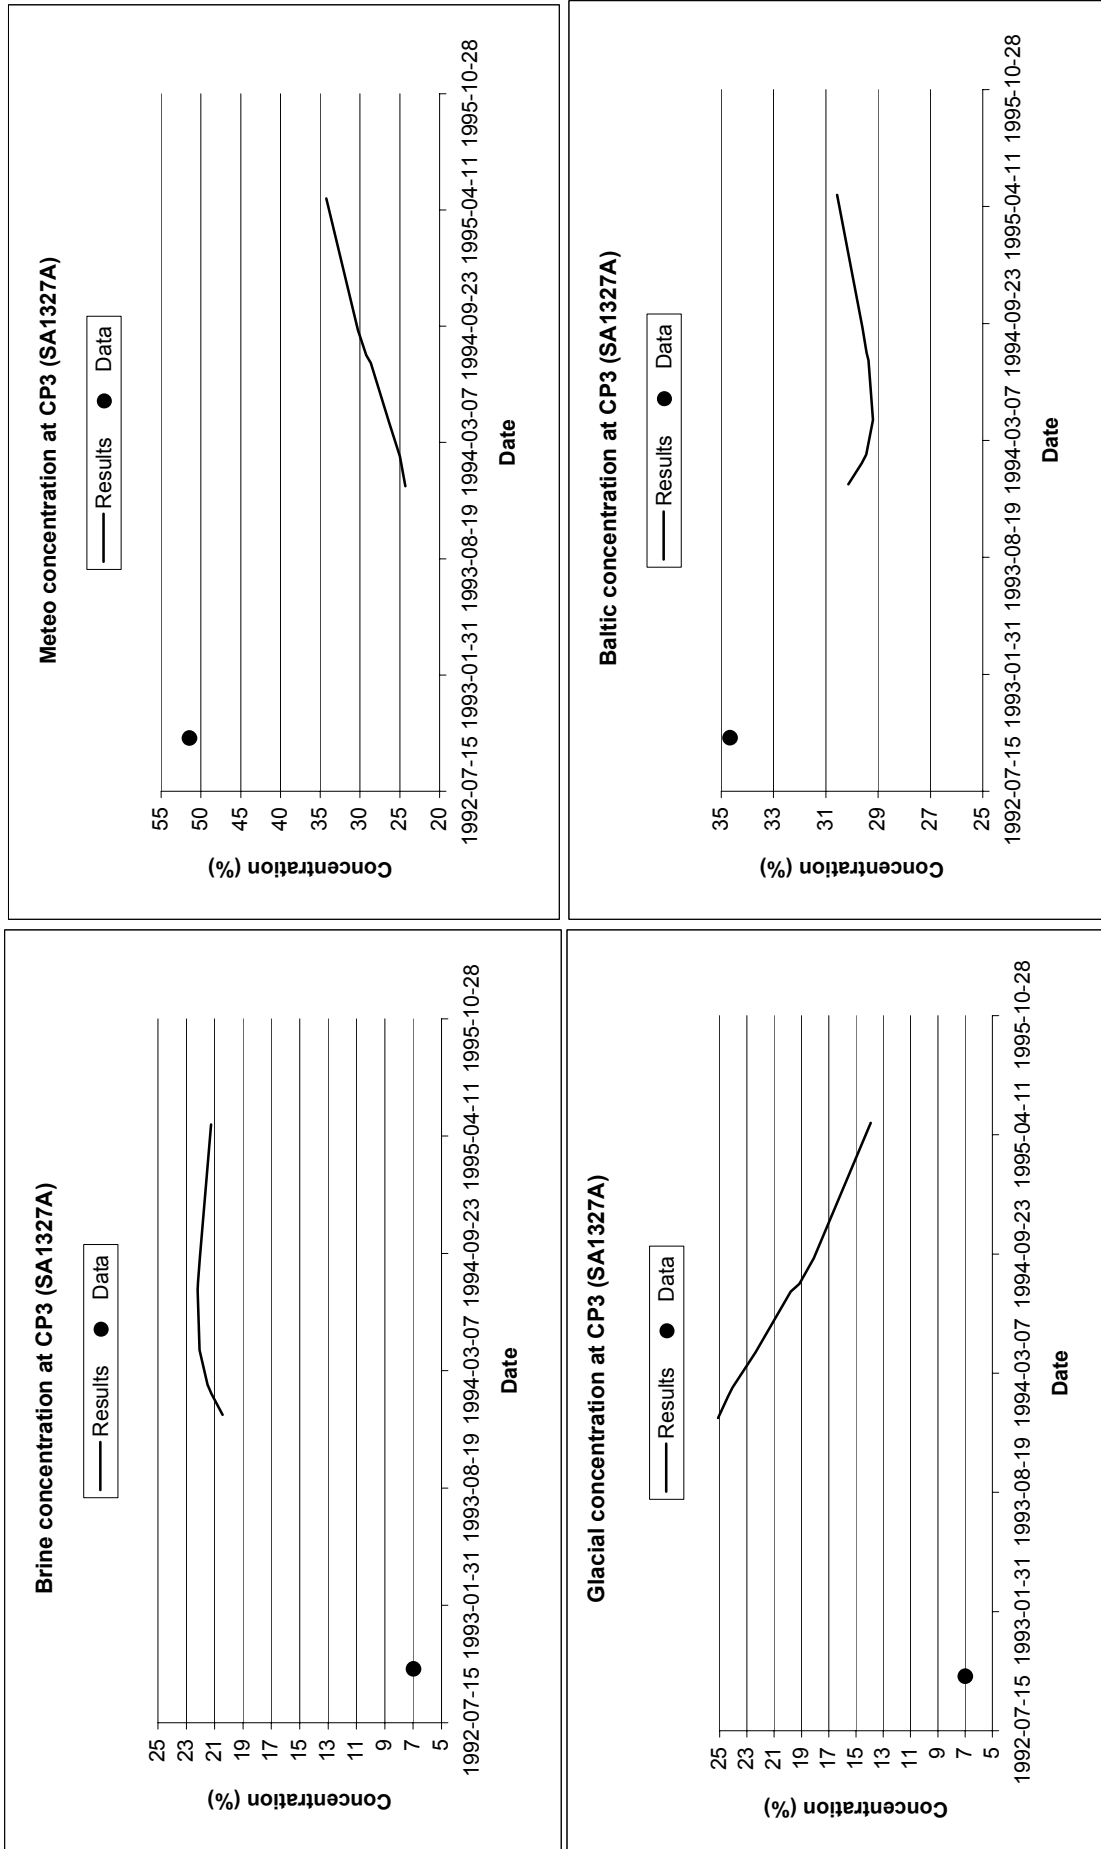 Brine concentration at CP3 (SA1327A)
Results Data
25
23
21
19
17
15
13
11
9
7
5
Concentration (%)
1992-07-15 1993-01-31 1993-08-19 1994-03-07 1994-09-23 1995-04-11 1995-10-28
Date
Meteo concentration at CP3 (SA1327A)
Results Data
55
50
45
40
35
30
25
20
Concentration (%)
1992-07-15 1993-01-31 1993-08-19 1994-03-07 1994-09-23 1995-04-11 1995-10-28
Date
Glacial concentration at CP3 (SA1327A)
Results Data
25
23
21
19
17
15
13
11
9
7
5
Concentration (%)
1992-07-15 1993-01-31 1993-08-19 1994-03-07 1994-09-23 1995-04-11 1995-10-28
Date
Baltic concentration at CP3 (SA1327A)
Results Data
35
33
31
29
27
25
Concentration (%)
1992-07-15 1993-01-31 1993-08-19 1994-03-07 1994-09-23 1995-04-11 1995-10-28
Date